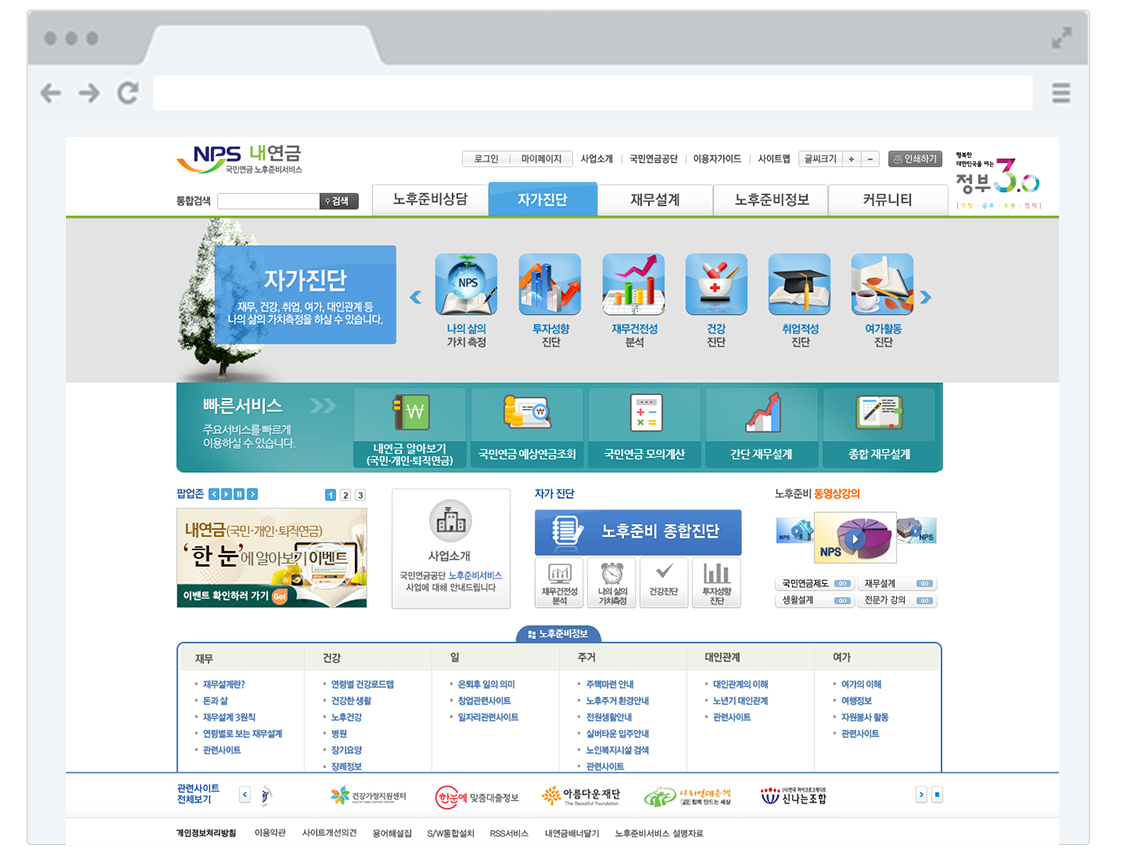 NPS 내연금
국민연금 노후준비서비스
로그인 마이페이지 사업소개 국민연금공단 이용자가이드 사이트맵 글씨크기 + - 인쇄하기
행복한
대한민국을 여는
정부3.0
통합검색 검색
노후준비상담 자가진단 재무설계 노후준비정보 커뮤니티
자가진단
재무, 건강, 취업, 여가, 대인관계 등
나의 삶의 가치측정을 하실 수 있습니다.
NPS
나의 삶의
가치 측정
투자성향
진단
재무건전성
분석
건강
진단
취업적성
진단
여가활동
진단
빠른서비스
주요서비스를 빠르게
이용하실 수 있습니다.
내연금 알아보기
(국민·개인·퇴직연금)
국민연금 예상연금조회
국민연금 모의계산
간단 재무설계
종합 재무설계
팝업존 1 2 3
내연금(국민·개인·퇴직연금)
'한 눈'에 알아보기 이벤트
이벤트 확인하러 가기 Go!
사업소개
국민연금공단 노후준비서비스
사업에 대해 안내드립니다
자가 진단
노후준비 종합진단
재무건전성
분석
나의 삶의
가치측정
건강진단
투자성향
진단
노후준비 동영상강의
NPS NPS NPS
국민연금제도 GO 재무설계 GO
생활설계 GO 전문가 강의 GO
노후준비정보
재무
재무설계란?
돈과 삶
재무설계 3원칙
연령별로 보는 재무설계
관련사이트
건강
연령별 건강로드맵
건강한 생활
노후건강
병원
장기요양
장례정보
일
은퇴후 일의 의미
창업관련사이트
일자리관련사이트
주거
주택마련 안내
노후주거 환경안내
전원생활안내
실버타운 입주안내
노인복지시설 검색
관련사이트
대인관계
대인관계의 이해
노년기 대인관계
관련사이트
여가
여가의 이해
여행정보
자원봉사 활동
관련사이트
관련사이트
전체보기
건강가정지원센터
한눈에 맞춤대출정보
아름다운재단
The Beautiful Foundation
함께 만드는 세상
신나는조합
개인정보처리방침 이용약관 사이트개선의견 용어해설집 S/W통합설치 RSS서비스 내연금배너달기 노후준비서비스 설명자료